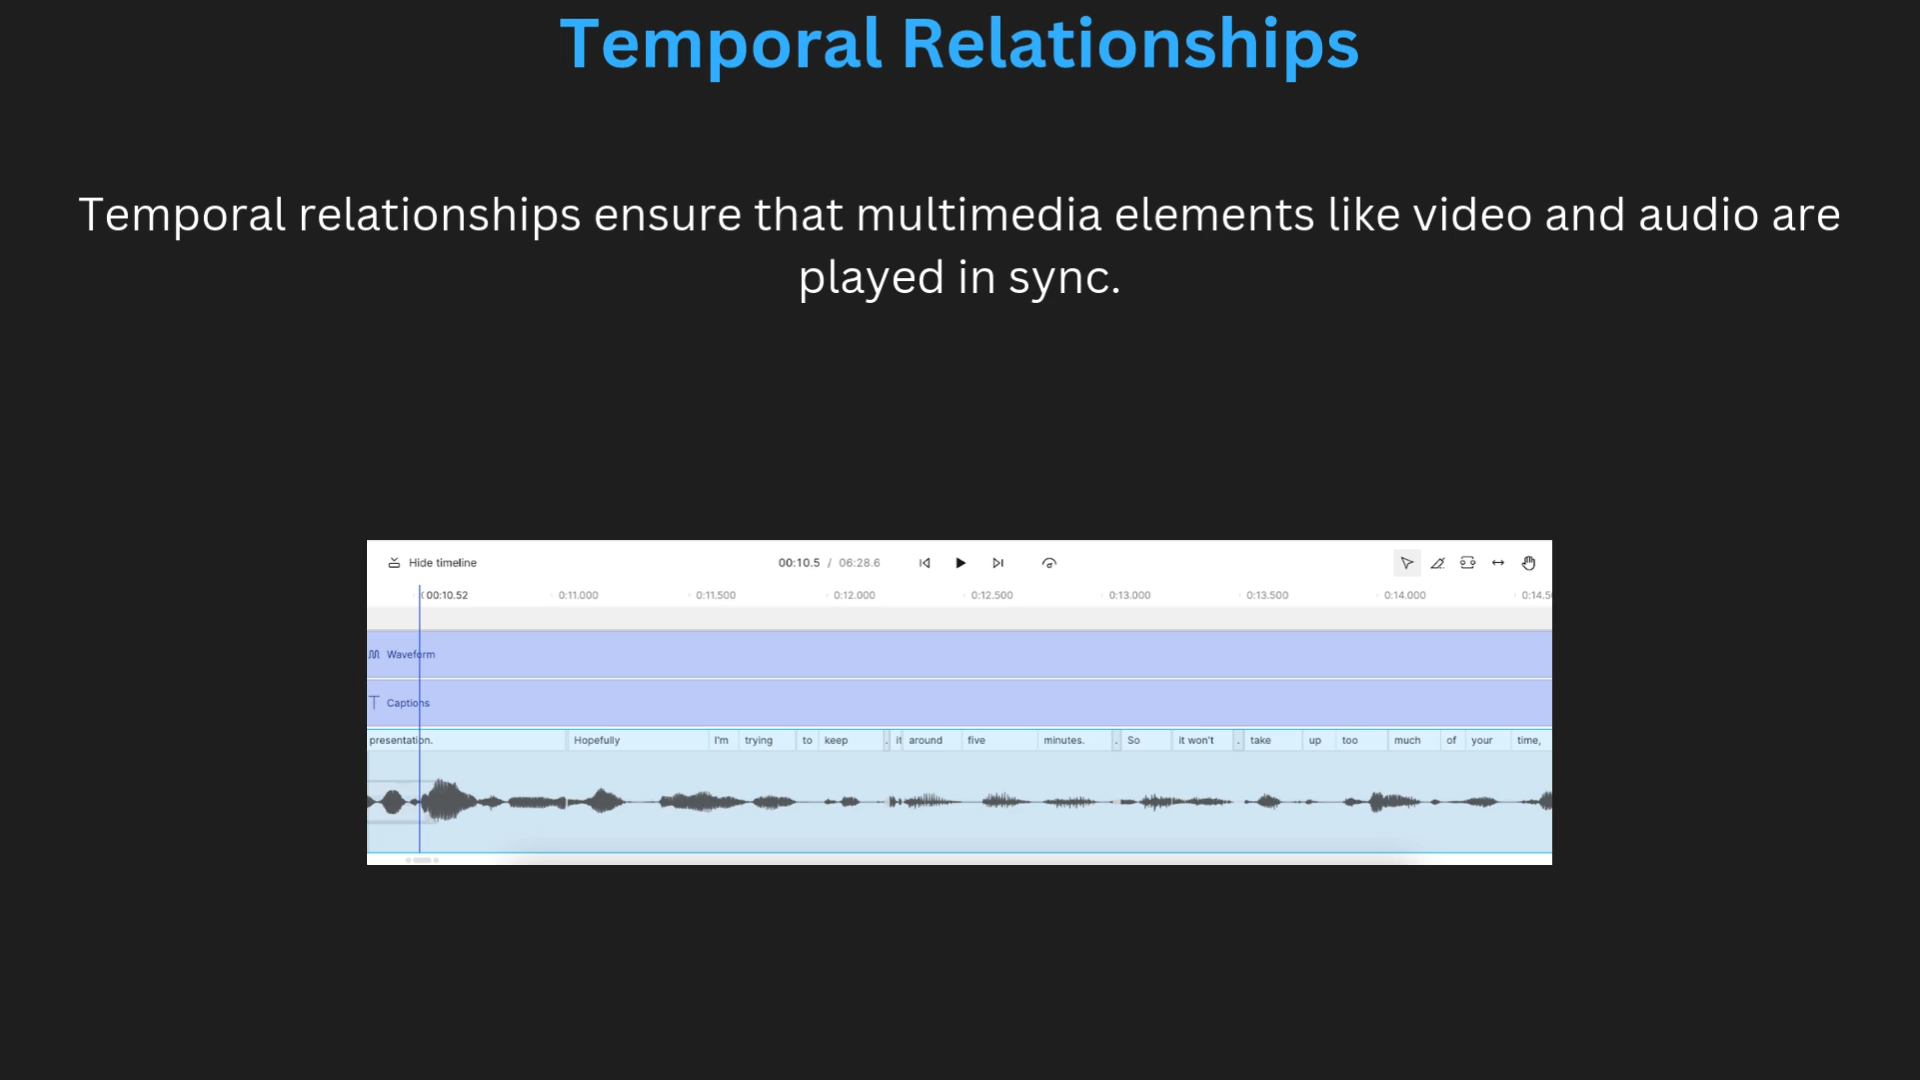 Temporal Relationships
Temporal relationships ensure that multimedia elements like video and audio are
played in sync.
Hide timeline 00:10.5 / 06:28.6
00:10.52 0:11.000 0:11.500 0:12.000 0:12.500 0:13.000 0:13.500 0:14.000 0:14.5
Waveform
Captions
presentation. Hopefully I'm trying to keep . it around five minutes. . So it won't . take up too much of your time,